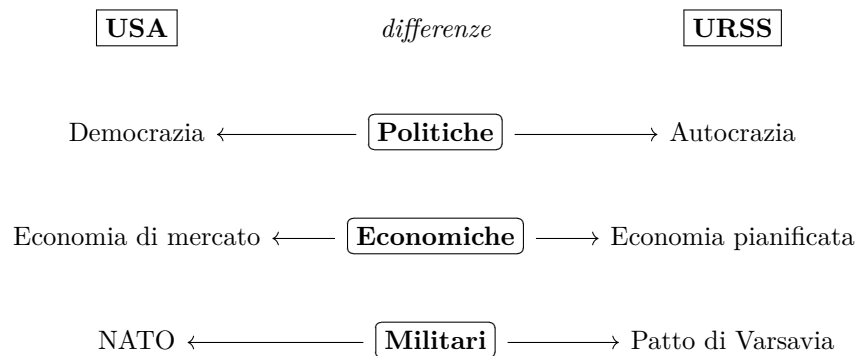 USA differenze URSS
Democrazia Politiche Autocrazia
Economia di mercato Economiche Economia pianificata
NATO Militari Patto di Varsavia